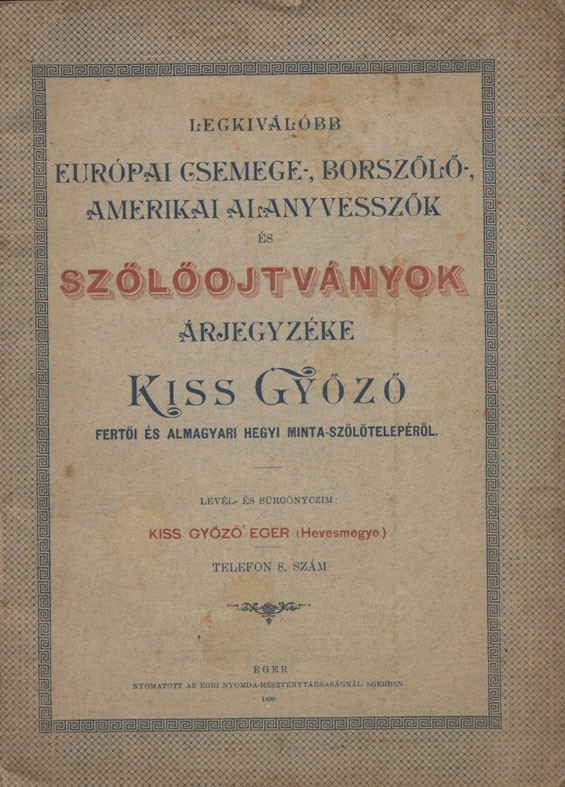 LEGKIVÁLÓBB
EURÓPAI CSEMEGE-, BORSZŐLŐ-,
AMERIKAI ALANYVESSZŐK
ÉS
SZŐLŐOJTVÁNYOK
ÁRJEGYZÉKE
KISS GYŐZŐ
FERTŐI ÉS ALMAGYARI HEGYI MINTA-SZŐLŐTELEPÉRŐL.
LEVÉL- ÉS SÜRGÖNYCZIM:
KISS GYŐZŐ EGER (Hevesmegye.)
TELEFON 8. SZÁM
EGER
NYOMATOTT AZ EGRI NYOMDA-RÉSZVÉNYTÁRSASÁGNÁL EGERBEN